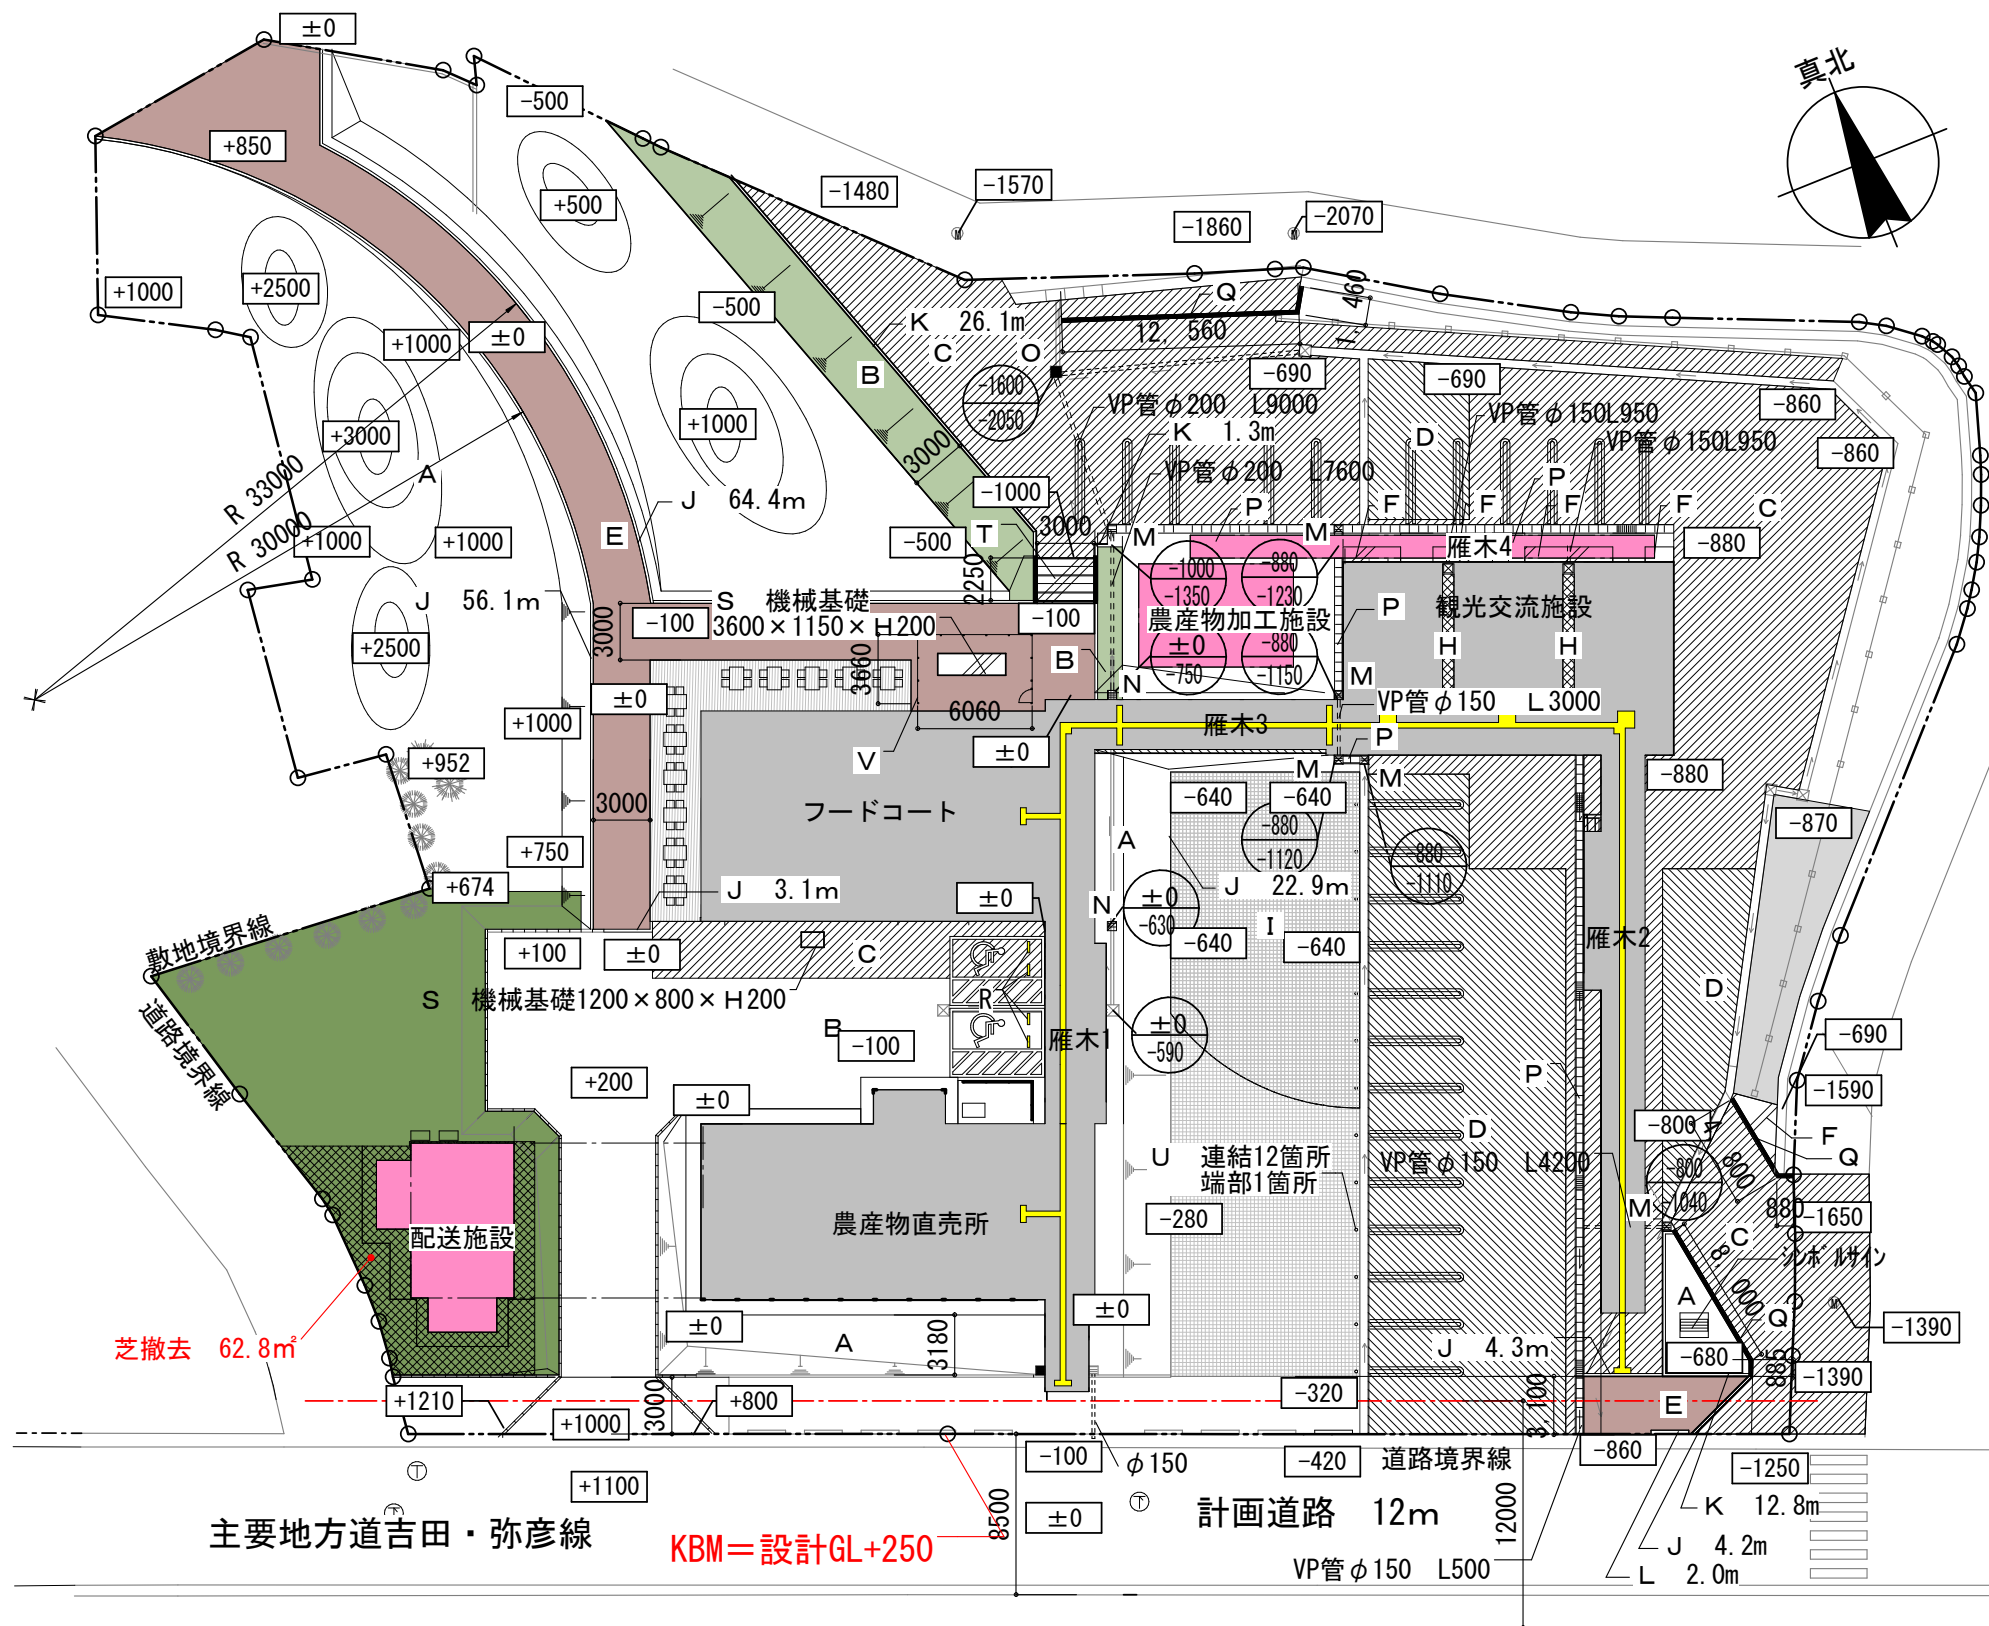 ±0
真北
-500
+850
-1480
-1570
+500
-1860
-2070
+1000
+2500
-500
+1000
±0
K 26.1m
Q
12, 560
1, 460
C
O
-690
-690
-860
B
-1600
-2050
VP管φ200 L9000
VP管φ150L950
+3000
+1000
K 1.3m
D
VP管φ150L950
-860
A
3000
VP管φ200 L7600
P
R 33000
-1000
P
F
F
F
F
C
R 30000
+1000
+1000
E
J 64.4m
-500
T
3000
M
M
雁木4
-880
2250
-1000
-1350
-880
-1230
J 56.1m
S 機械基礎
3600×1150×H200
-100
-100
農産物加工施設
P
観光交流施設
+2500
3000
3660
B
±0
-750
-880
-1150
H
H
±0
N
M
VP管φ150 L3000
+1000
6060
雁木3
+952
V
±0
P
M
M
-880
3000
フードコート
-640
-640
-870
+750
A
-880
-1120
+674
J 3.1m
±0
J 22.9m
-880
-1110
敷地境界線
N
±0
-630
I
+100
±0
C
-640
-640
雁木2
S
機械基礎1200×800×H200
R
D
道路境界線
B
-100
雁木1
±0
-590
-690
+200
±0
P
-1590
-800
F
U 連結12箇所
端部1箇所
D
VP管φ150 L4200
-800
-1040
Q
配送施設
農産物直売所
-280
M
-1650
C
シンボルサイン
8, 000
A
±0
±0
芝撤去 62.8㎡
3180
A
J 4.3m
Q
-1390
-680
885
-1390
+1210
+800
+1000
3000
-320
3,100
E
-860
-100
φ150
-420
道路境界線
-1250
+1100
±0
8500
12000
K 12.8m
主要地方道吉田・弥彦線
KBM＝設計GL+250
計画道路 12m
VP管φ150 L500
J 4.2m
L 2.0m